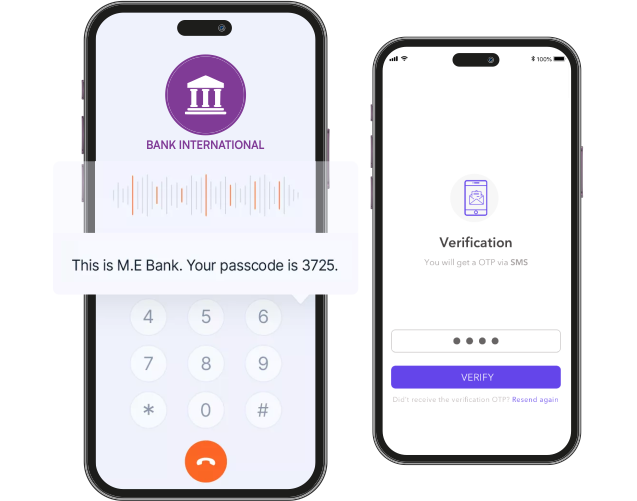 BANK INTERNATIONAL
This is M.E Bank. Your passcode is 3725.
4 5 6
7 8 9
* 0 #
100%
Verification
You will get a OTP via SMS
VERIFY
Didn't receive the verification OTP? Resend again